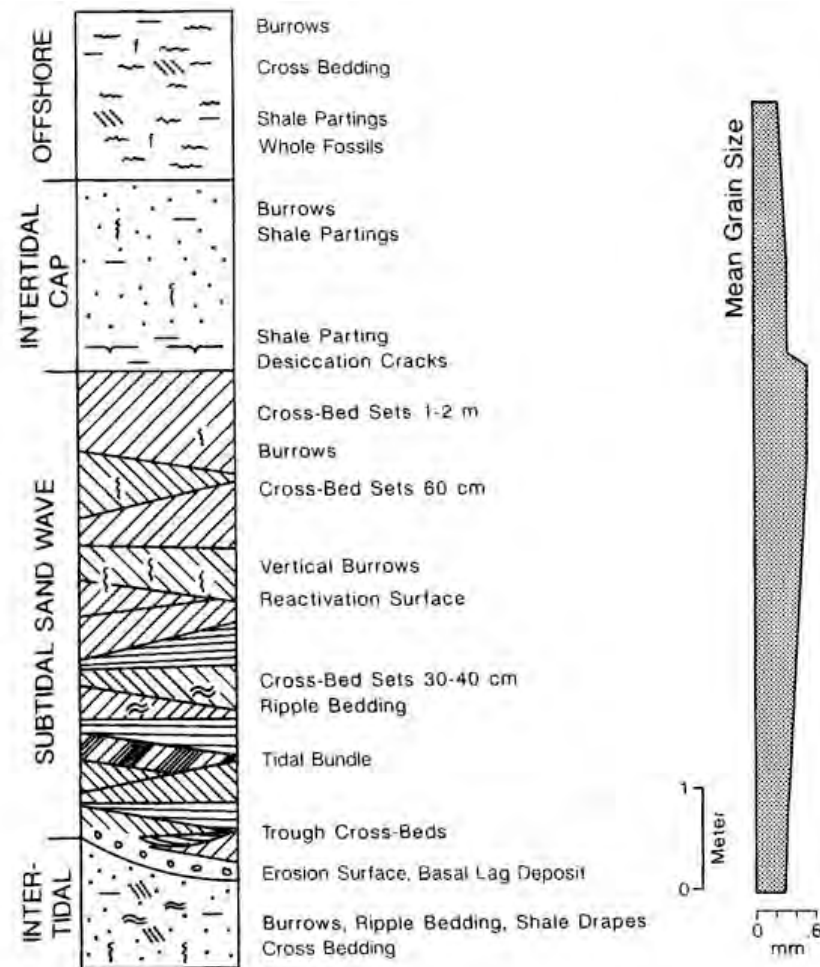 OFFSHORE
Burrows
Cross Bedding
Shale Partings
Whole Fossils
INTERTIDAL
CAP
Burrows
Shale Partings
Shale Parting
Desiccation Cracks
SUBTIDAL SAND WAVE
Cross-Bed Sets 1-2 m
Burrows
Cross-Bed Sets 60 cm
Vertical Burrows
Reactivation Surface
Cross-Bed Sets 30-40 cm
Ripple Bedding
Tidal Bundle
Trough Cross-Beds
INTER-
TIDAL
Erosion Surface, Basal Lag Deposit
Burrows, Ripple Bedding, Shale Drapes
Cross Bedding
Mean Grain Size
1
Meter
0
0 .6
mm